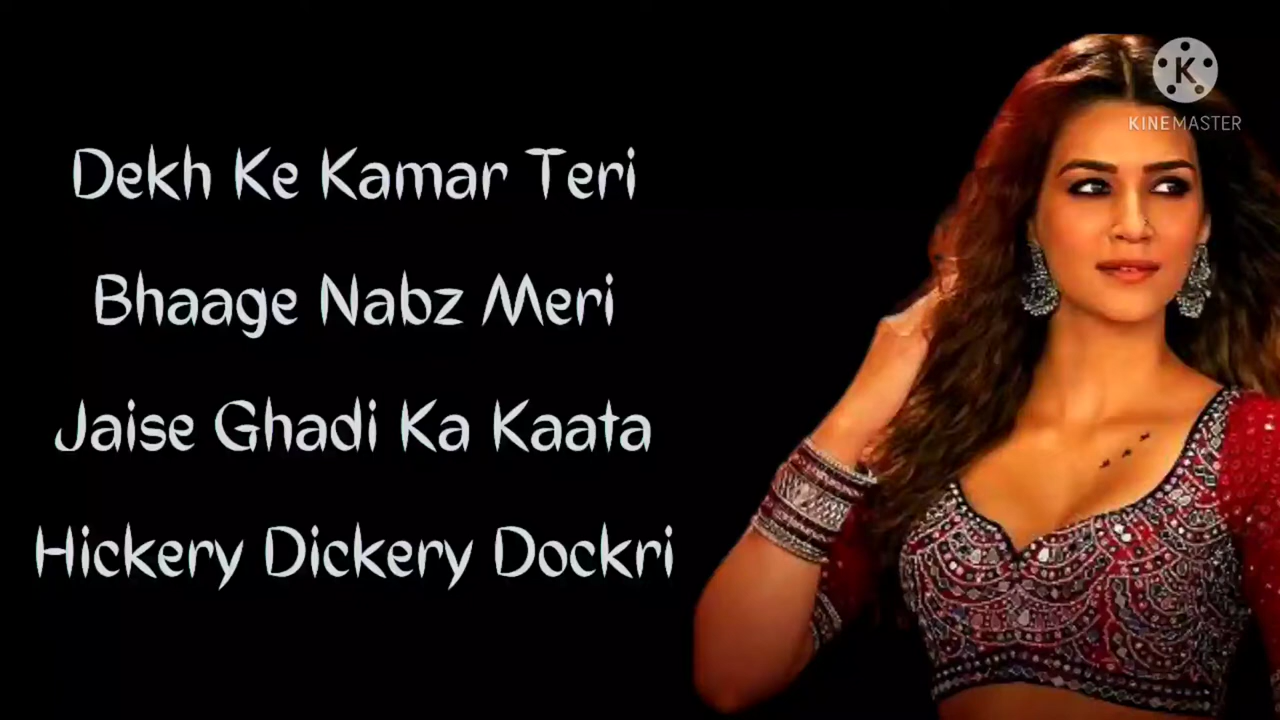 Dekh Ke Kamar Teri
Bhaage Nabz Meri
Jaise Ghadi Ka Kaata
Hickery Dickery Dockri
K
KINEMASTER